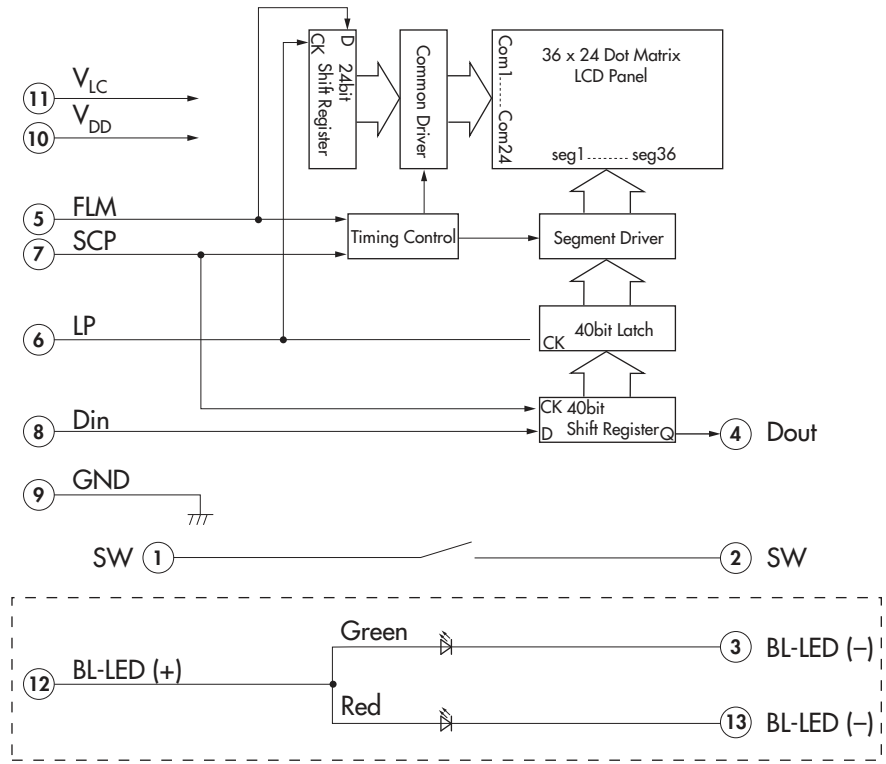 CK D
24bit
Shift Register
Common Driver
Com1........Com24
36 x 24 Dot Matrix
LCD Panel
seg1........seg36
11 VLC
10 VDD
5 FLM
Timing Control
Segment Driver
7 SCP
6 LP
40bit Latch
CK
CK 40bit
8 Din
D Shift Register Q
4 Dout
9 GND
SW 1
2 SW
Green
3 BL-LED (–)
12 BL-LED (+)
Red
13 BL-LED (–)